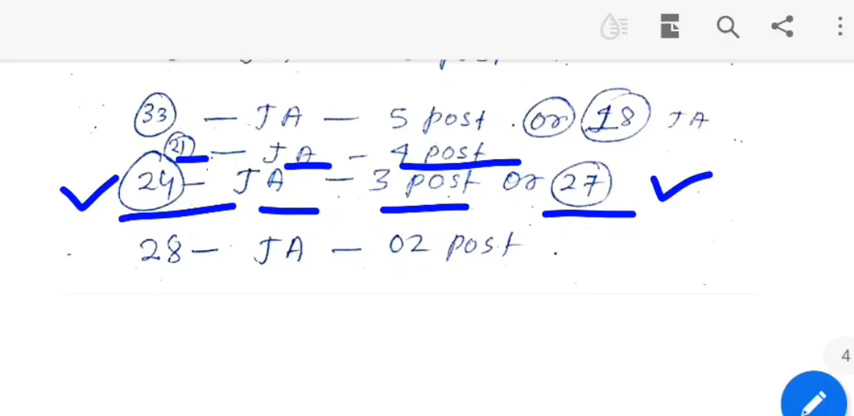 33 — JA — 5 post . or 18 JA
21 — JA — 4 post
24 — JA — 3 post or 27
28 — JA — 02 post .
4